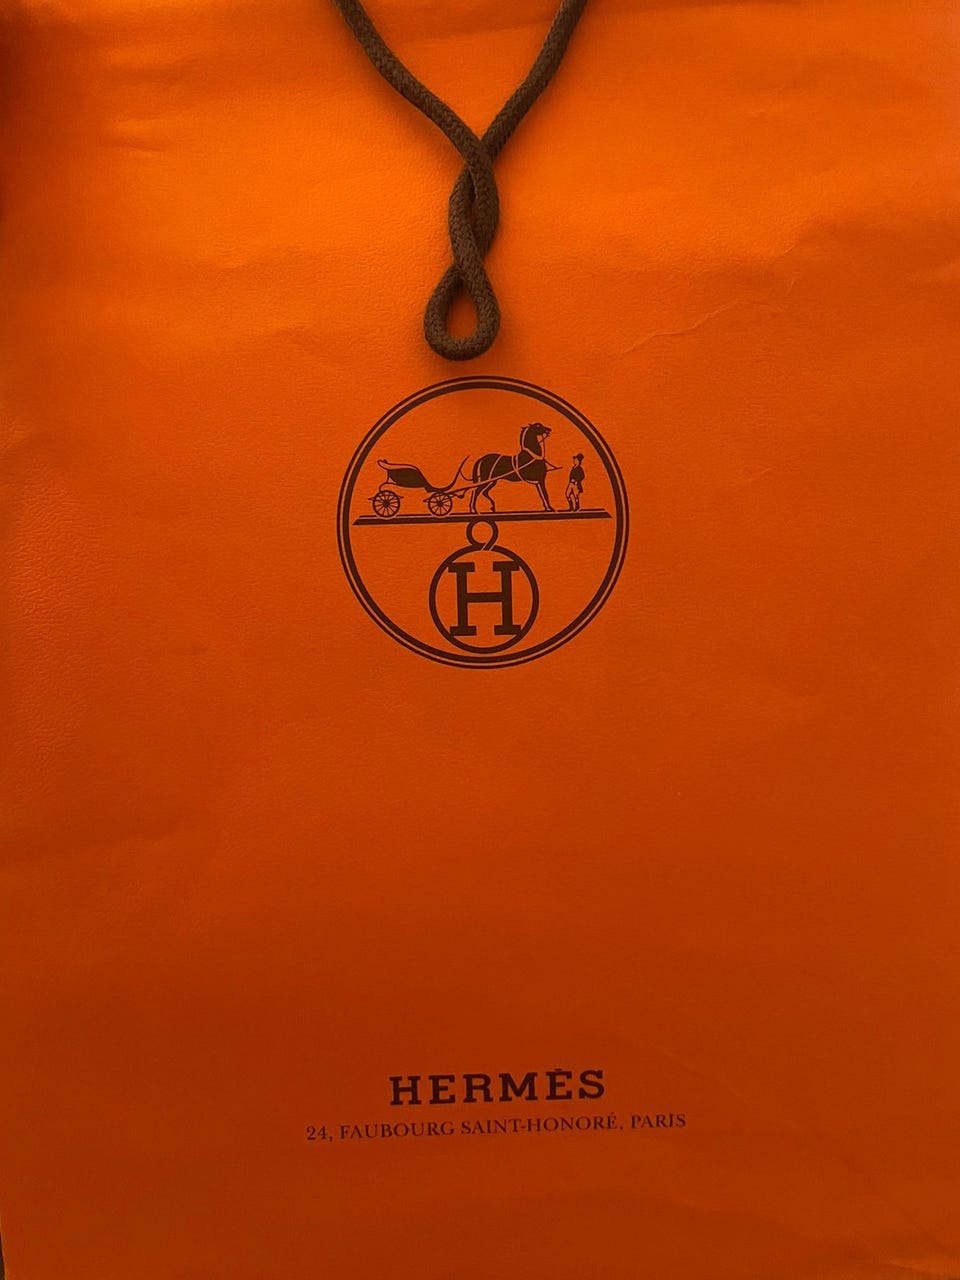 H
HERMÈS
24, FAUBOURG SAINT-HONORÉ, PARIS